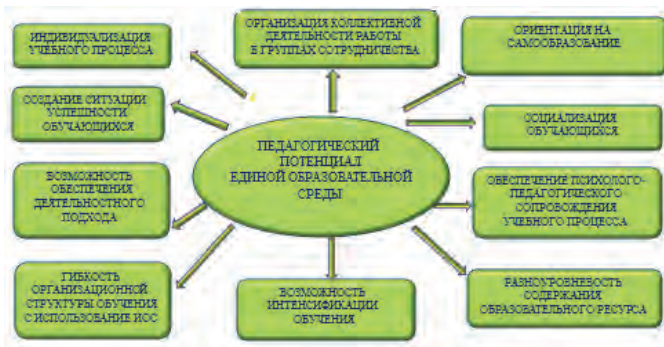 ИНДИВИДУАЛИЗАЦИЯ
УЧЕБНОГО ПРОЦЕССА
ОРГАНИЗАЦИЯ КОЛЛЕКТИВНОЙ
ДЕЯТЕЛЬНОСТИ РАБОТЫ
В ГРУППАХ СОТРУДНИЧЕСТВА
ОРИЕНТАЦИЯ НА
САМООБРАЗОВАНИЕ
СОЗДАНИЕ СИТУАЦИИ
УСПЕШНОСТИ
ОБУЧАЮЩИХСЯ
СОЦИАЛИЗАЦИЯ
ОБУЧАЮЩИХСЯ
ПЕДАГОГИЧЕСКИЙ
ПОТЕНЦИАЛ
ЕДИНОЙ ОБРАЗОВАТЕЛЬНОЙ
СРЕДЫ
ВОЗМОЖНОСТЬ
ОБЕСПЕЧЕНИЯ
ДЕЯТЕЛЬНОСТНОГО
ПОДХОДА
ОБЕСПЕЧЕНИЕ ПСИХОЛОГО-
ПЕДАГОГИЧЕСКОГО
СОПРОВОЖДЕНИЯ
УЧЕБНОГО ПРОЦЕССА
ГИБКОСТЬ
ОРГАНИЗАЦИОННОЙ
СТРУКТУРЫ ОБУЧЕНИЯ
С ИСПОЛЬЗОВАНИЕ ИОС
ВОЗМОЖНОСТЬ
ИНТЕНСИФИКАЦИИ
ОБУЧЕНИЯ
РАЗНОУРОВНЕВОСТЬ
СОДЕРЖАНИЯ
ОБРАЗОВАТЕЛЬНОГО РЕСУРСА